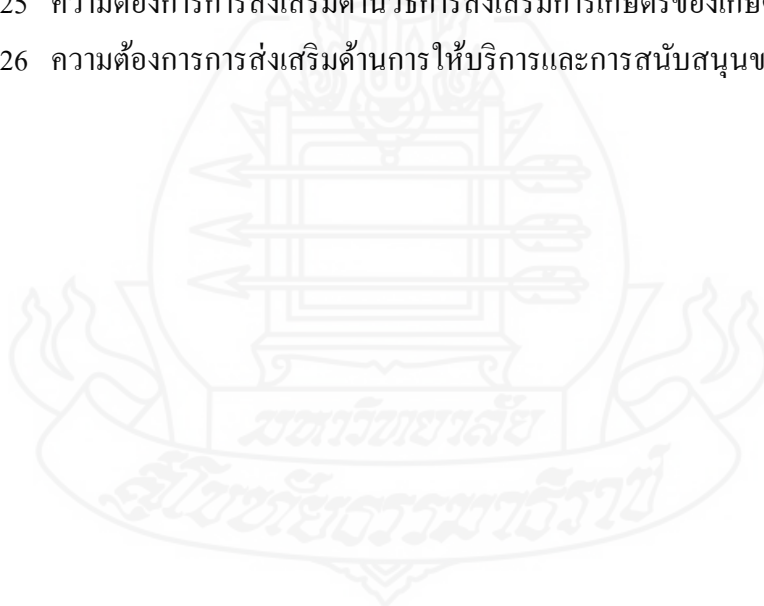 25 ความต้องการการส่งเสริมด้านวิธีการส่งเสริมการเกษตรของ
26 ความต้องการการส่งเสริมด้านการให้บริการและการสนับสนุน
มหาวิทยาลัย
สุโขทัยธรรมาธิราช